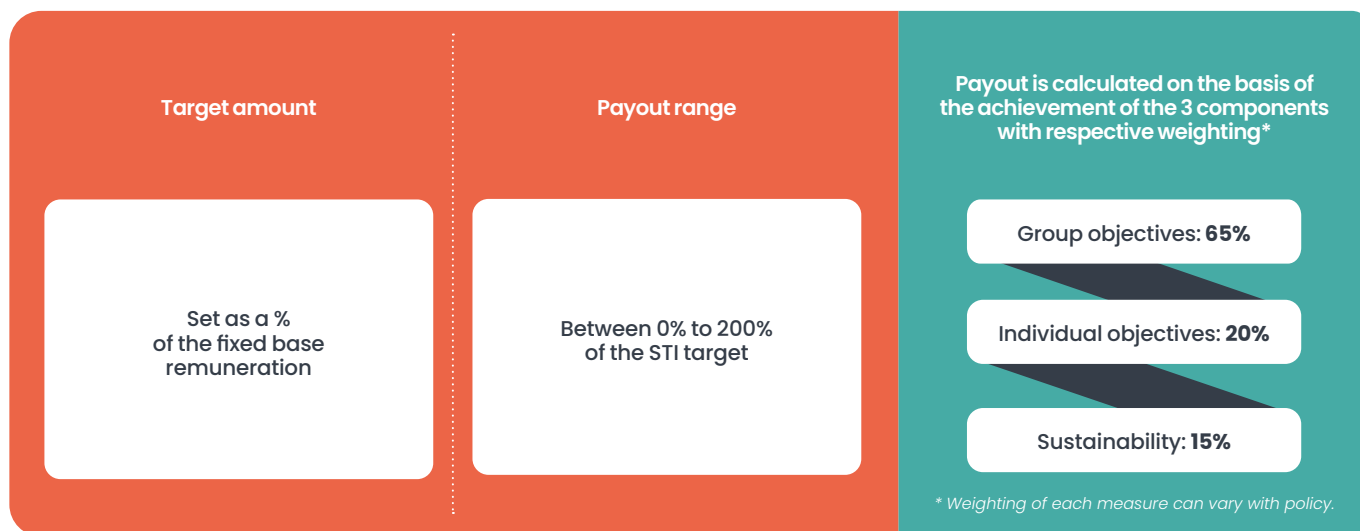 Target amount
Set as a %
of the fixed base
remuneration
Payout range
Between 0% to 200%
of the STI target
Payout is calculated on the basis of
the achievement of the 3 components
with respective weighting*
Group objectives: 65%
Individual objectives: 20%
Sustainability: 15%
* Weighting of each measure can vary with policy.